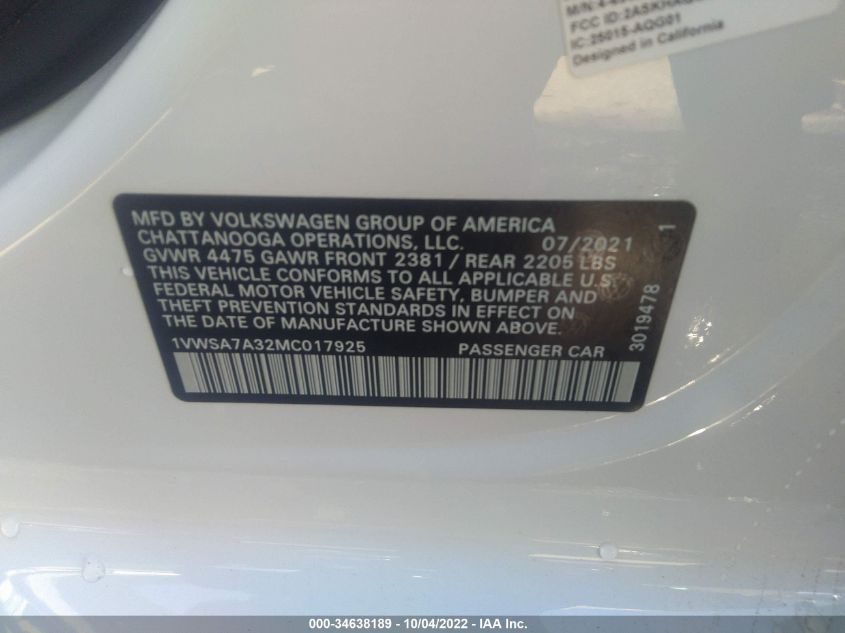 FCC ID:2ASKHAQG
IC:25015-AQG01
Designed in California
MFD BY VOLKSWAGEN GROUP OF AMERICA
CHATTANOOGA OPERATIONS, LLC. 07/2021 1
GVWR 4475 GAWR FRONT 2381 / REAR 2205 LBS
THIS VEHICLE CONFORMS TO ALL APPLICABLE U.S.
FEDERAL MOTOR VEHICLE SAFETY, BUMPER AND
THEFT PREVENTION STANDARDS IN EFFECT ON
THE DATE OF MANUFACTURE SHOWN ABOVE.
1VWSA7A32MC017925 PASSENGER CAR
3019478
000-34638189 - 10/04/2022 - IAA Inc.